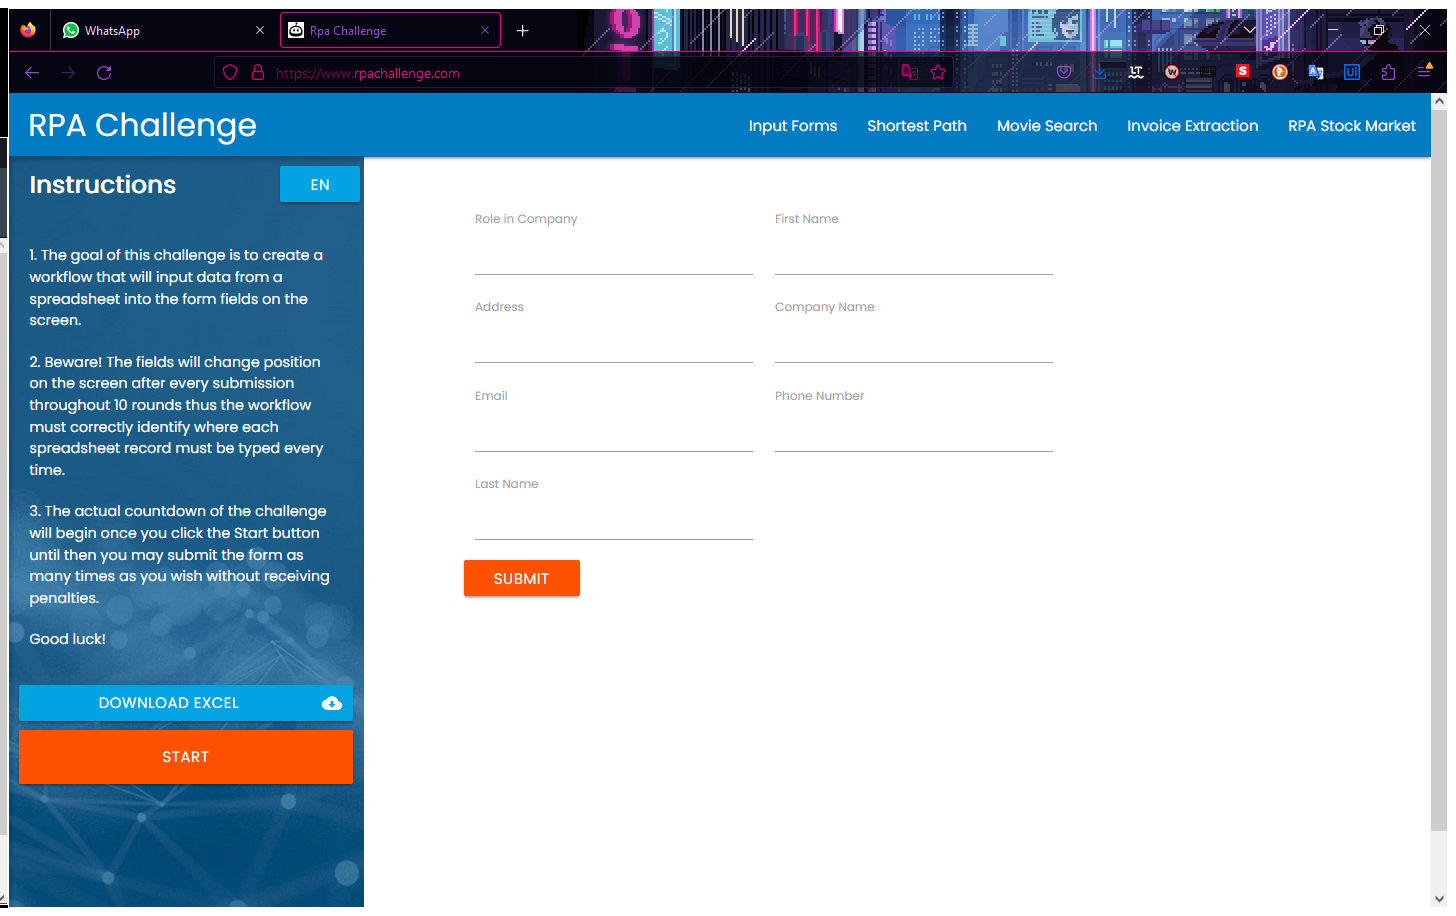 WhatsApp
Rpa Challenge
https://www.rpachallenge.com
RPA Challenge
Input Forms
Shortest Path
Movie Search
Invoice Extraction
RPA Stock Market
Instructions
EN
1. The goal of this challenge is to create a
workflow that will input data from a
spreadsheet into the form fields on the
screen.
2. Beware! The fields will change position
on the screen after every submission
throughout 10 rounds thus the workflow
must correctly identify where each
spreadsheet record must be typed every
time.
3. The actual countdown of the challenge
will begin once you click the Start button
until then you may submit the form as
many times as you wish without receiving
penalties.
Good luck!
DOWNLOAD EXCEL
START
Role in Company
First Name
Address
Company Name
Email
Phone Number
Last Name
SUBMIT